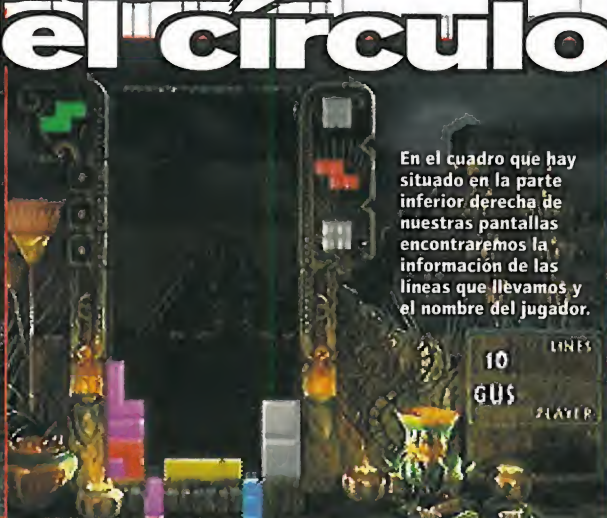 el círculo
En el cuadro que hay
situado en la parte
inferior derecha de
nuestras pantallas
encontraremos la
información de las
líneas que llevamos y
el nombre del jugador.
LINES
10
GUS
PLAYER